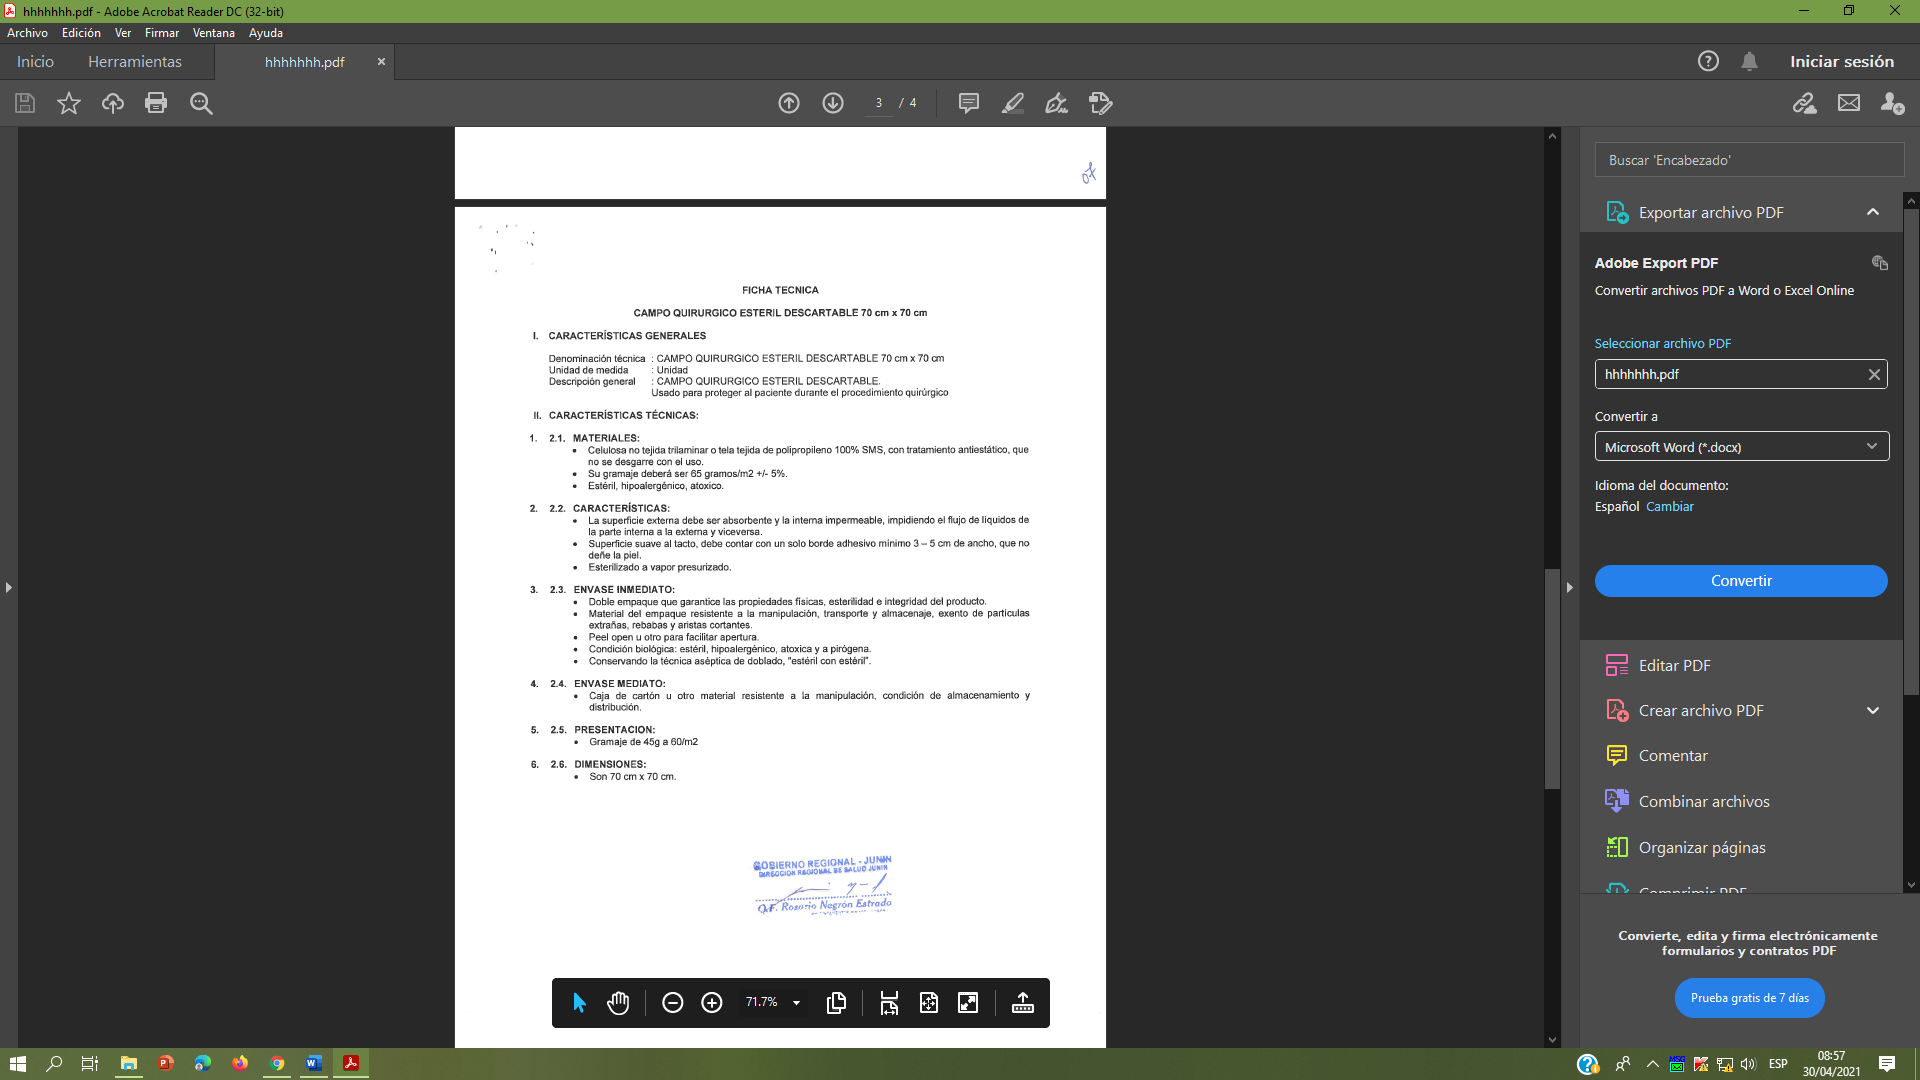 hhhhhhh.pdf - Adobe Acrobat Reader DC (32-bit)
Archivo Edición Ver Firmar Ventana Ayuda
Inicio Herramientas hhhhhhh.pdf Iniciar sesión
3 / 4
FICHA TECNICA
CAMPO QUIRURGICO ESTERIL DESCARTABLE 70 cm x 70 cm
I. CARACTERÍSTICAS GENERALES
Denominación técnica : CAMPO QUIRURGICO ESTERIL DESCARTABLE 70 cm x 70 cm
Unidad de medida : Unidad
Descripción general : CAMPO QUIRURGICO ESTERIL DESCARTABLE.
Usado para proteger al paciente durante el procedimiento quirúrgico
II. CARACTERÍSTICAS TÉCNICAS:
1. 2.1. MATERIALES:
• Celulosa no tejida trilaminar o tela tejida de polipropileno 100% SMS, con tratamiento antiestático, que
no se desgarre con el uso.
• Su gramaje deberá ser 65 gramos/m2 +/- 5%.
• Estéril, hipoalergénico, atoxico.
2. 2.2. CARACTERÍSTICAS:
• La superficie externa debe ser absorbente y la interna impermeable, impidiendo el flujo de líquidos de
la parte interna a la externa y viceversa.
• Superficie suave al tacto, debe contar con un solo borde adhesivo mínimo 3 – 5 cm de ancho, que no
deñe la piel.
• Esterilizado a vapor presurizado.
3. 2.3. ENVASE INMEDIATO:
• Doble empaque que garantice las propiedades físicas, esterilidad e integridad del producto.
• Material del empaque resistente a la manipulación, transporte y almacenaje, exento de partículas
extrañas, rebabas y aristas cortantes.
• Peel open u otro para facilitar apertura.
• Condición biológica: estéril, hipoalergénico, atoxica y a pirógena.
• Conservando la técnica aséptica de doblado, "estéril con estéril".
4. 2.4. ENVASE MEDIATO:
• Caja de cartón u otro material resistente a la manipulación, condición de almacenamiento y
distribución.
5. 2.5. PRESENTACION:
• Gramaje de 45g a 60/m2
6. 2.6. DIMENSIONES:
• Son 70 cm x 70 cm.
GOBIERNO REGIONAL - JUNIN
DIRECCION REGIONAL DE SALUD JUNIN
Q.F. Rosario Negrón Estrada
71.7%
Buscar 'Encabezado'
Exportar archivo PDF
Adobe Export PDF
Convertir archivos PDF a Word o Excel Online
Seleccionar archivo PDF
hhhhhhh.pdf
Convertir a
Microsoft Word (*.docx)
Idioma del documento:
Español Cambiar
Convertir
Editar PDF
Crear archivo PDF
Comentar
Combinar archivos
Organizar páginas
Comprimir PDF
Convierte, edita y firma electrónicamente
formularios y contratos PDF
Prueba gratis de 7 días
ESP
08:57
30/04/2021